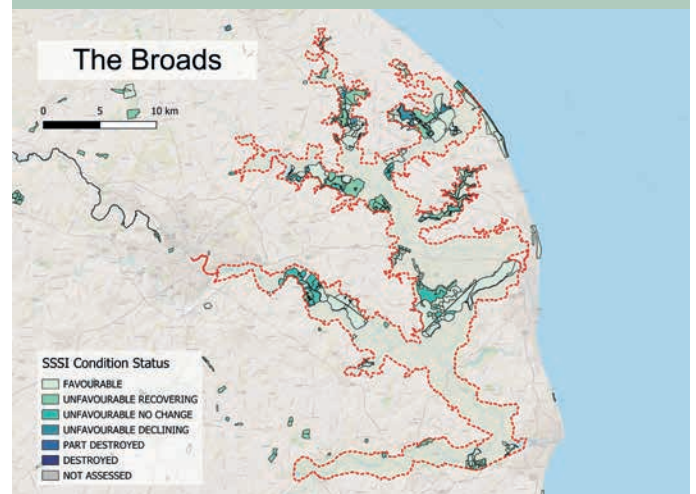 The Broads
0 5 10 km
SSSI Condition Status
FAVOURABLE
UNFAVOURABLE RECOVERING
UNFAVOURABLE NO CHANGE
UNFAVOURABLE DECLINING
PART DESTROYED
DESTROYED
NOT ASSESSED